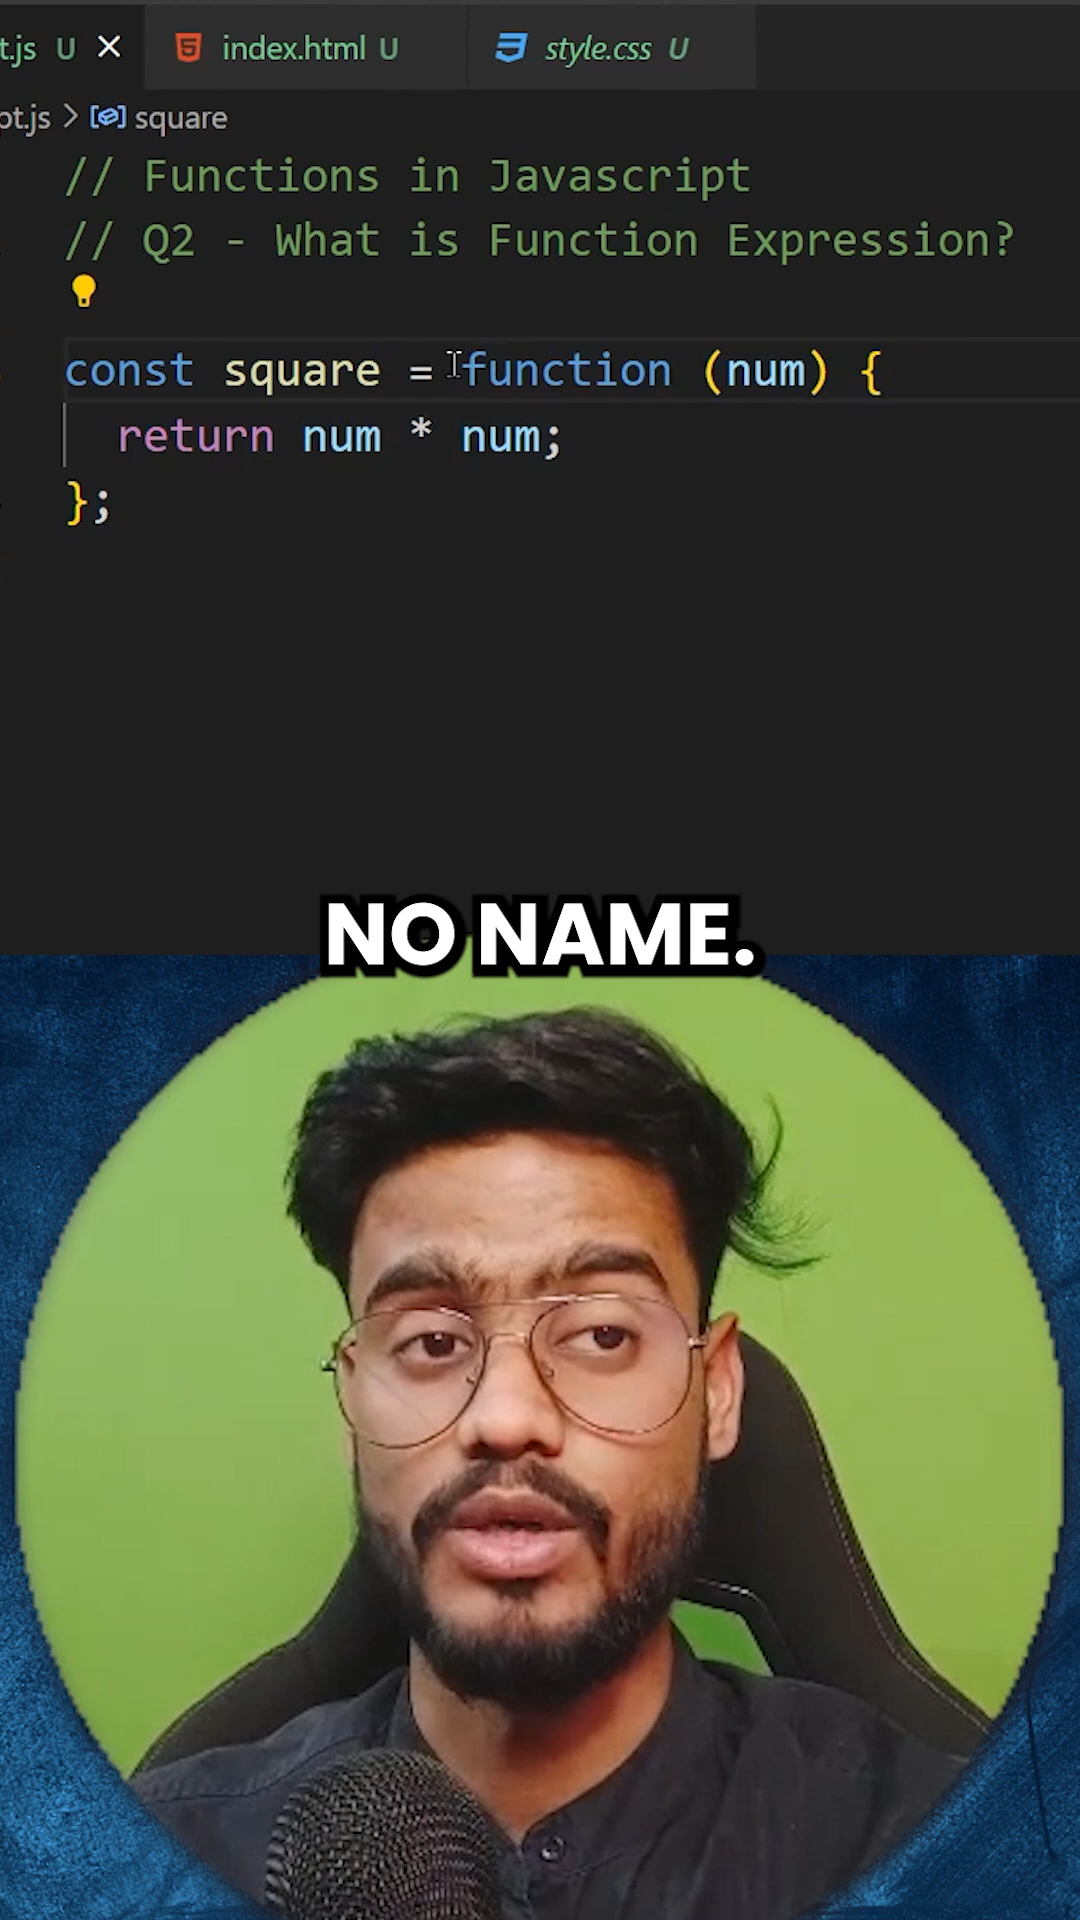 t.js U × index.html U style.css U
pt.js > square
// Functions in Javascript
// Q2 - What is Function Expression?
const square = function (num) {
return num * num;
};
NO NAME.